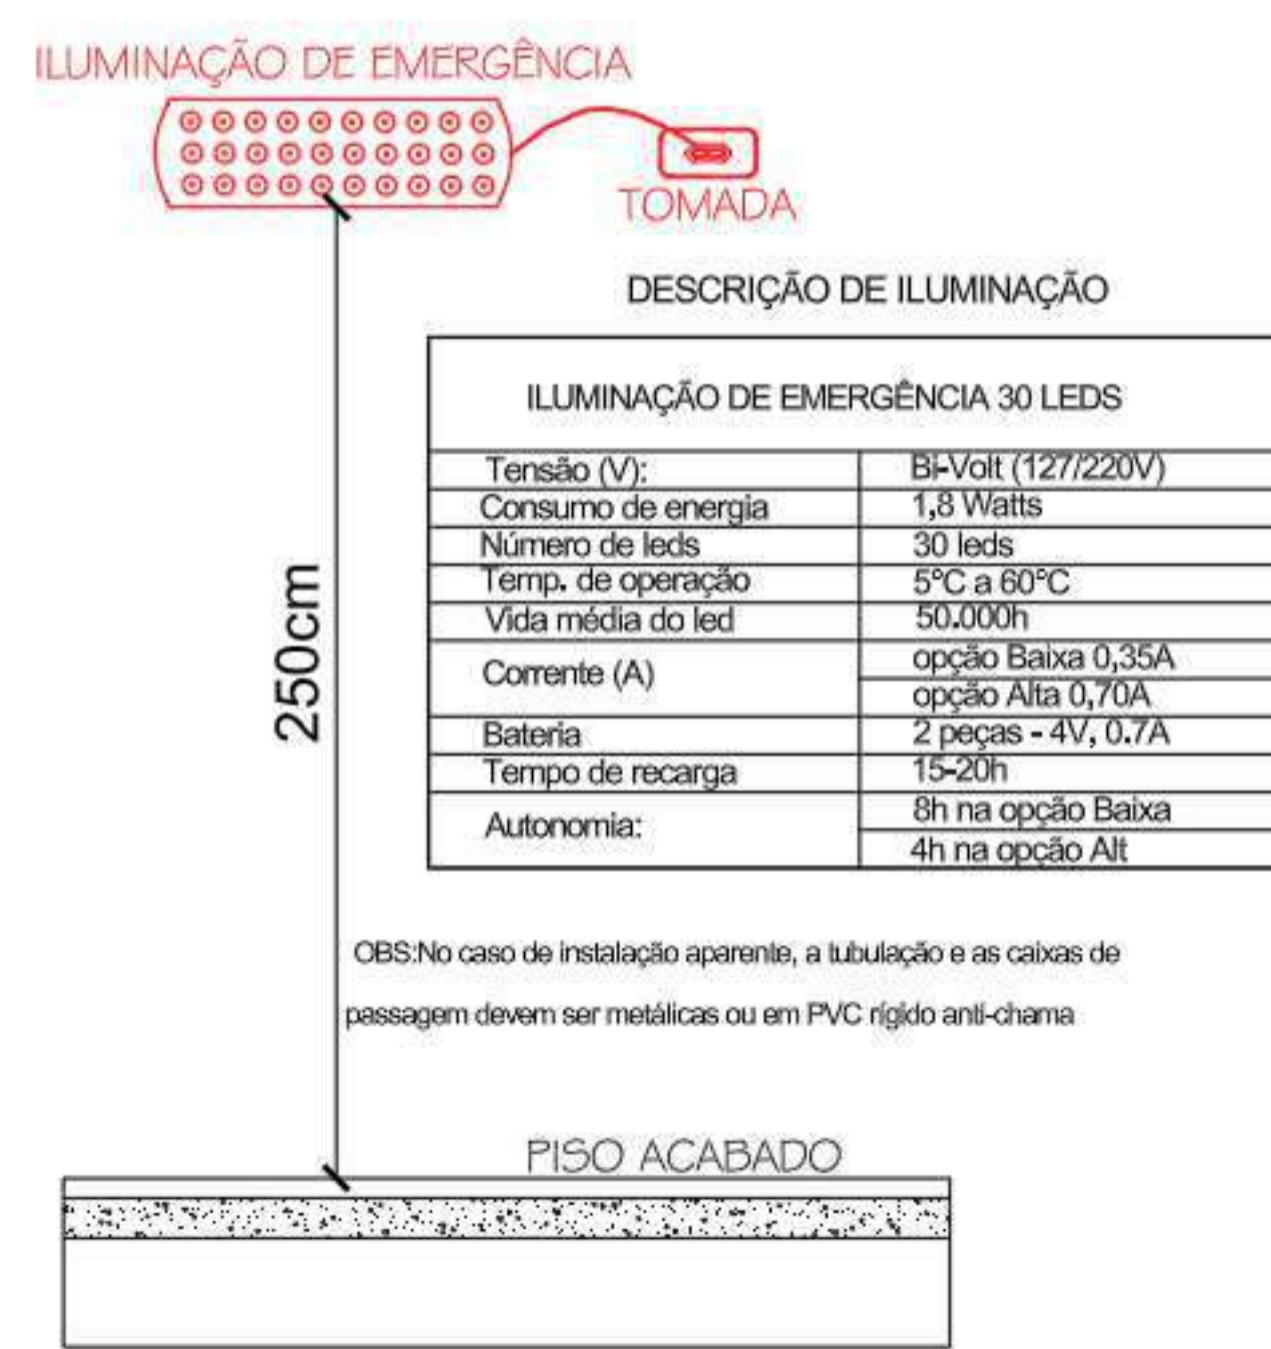 ILUMINAÇÃO DE EMERGÊNCIA
TOMADA
DESCRIÇÃO DE ILUMINAÇÃO
ILUMINAÇÃO DE EMERGÊNCIA 30 LEDS
Tensão (V): Bi-Volt (127/220V)
Consumo de energia 1,8 Watts
Número de leds 30 leds
Temp. de operação 5°C a 60°C
Vida média do led 50.000h
Corrente (A) opção Baixa 0,35A
opção Alta 0,70A
Bateria 2 peças - 4V, 0.7A
Tempo de recarga 15-20h
Autonomia: 8h na opção Baixa
4h na opção Alt
250cm
OBS:No caso de instalação aparente, a tubulação e as caixas de
passagem devem ser metálicas ou em PVC rígido anti-chama
PISO ACABADO